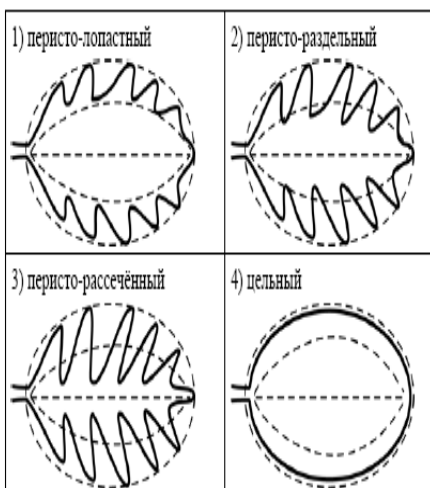 1) перисто-лопастный
2) перисто-раздельный
3) перисто-рассечённый
4) цельный